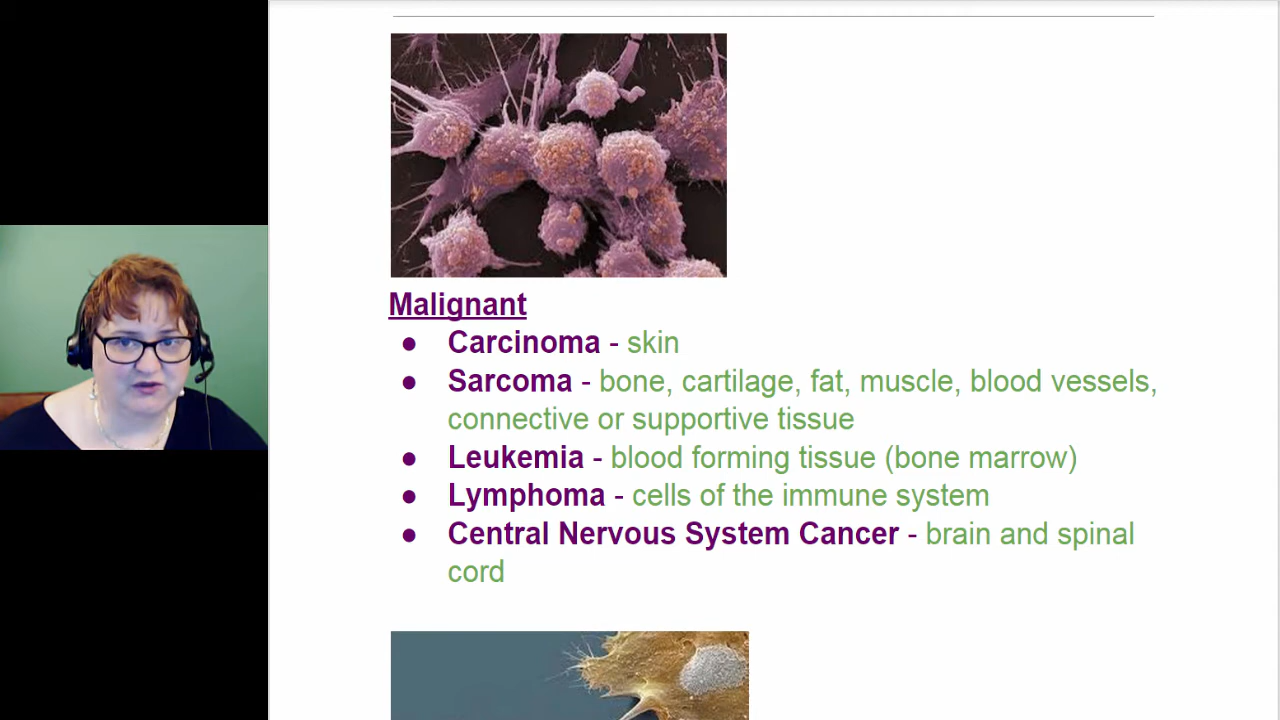 Malignant
● Carcinoma - skin
● Sarcoma - bone, cartilage, fat, muscle, blood vessels,
connective or supportive tissue
● Leukemia - blood forming tissue (bone marrow)
● Lymphoma - cells of the immune system
● Central Nervous System Cancer - brain and spinal
cord